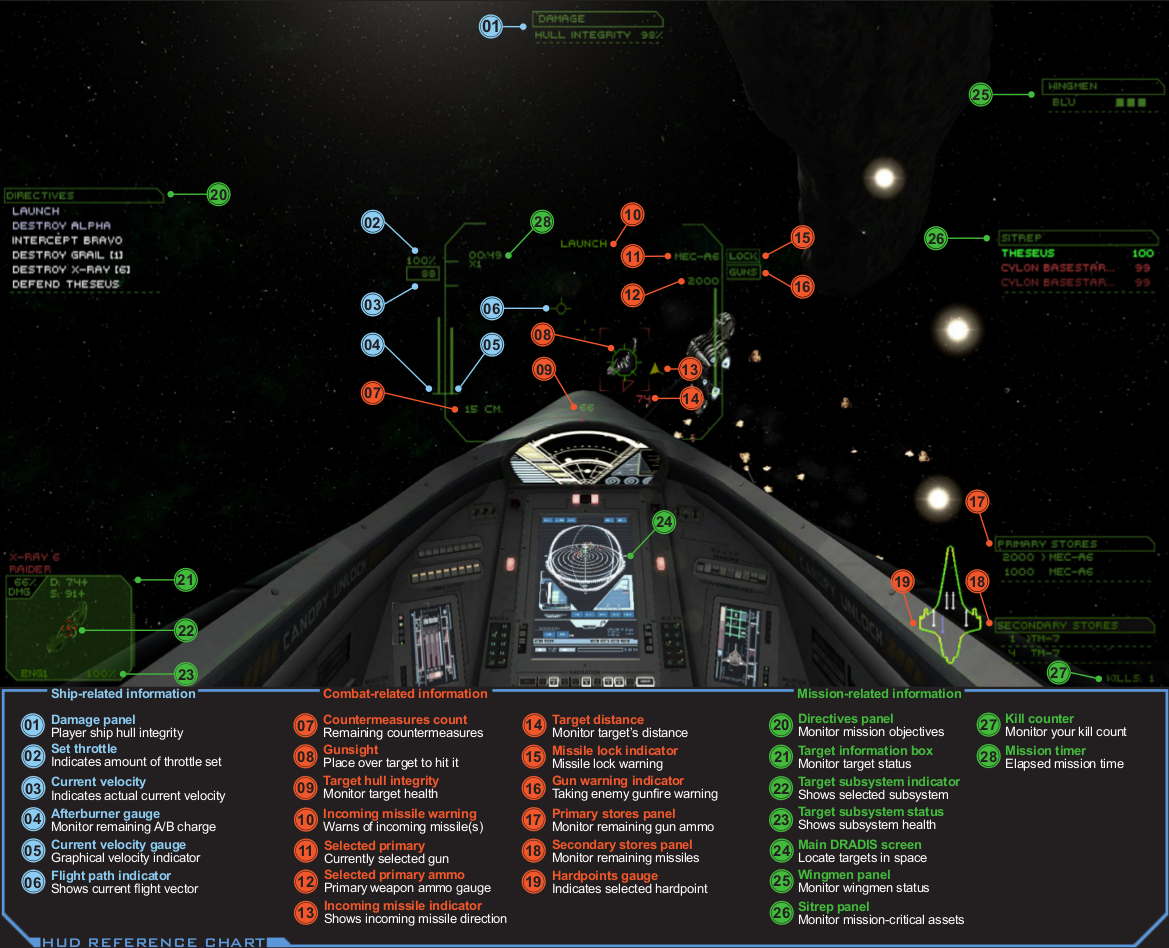 01
DAMAGE
HULL INTEGRITY 98%
25
WINGMEN
BLU
DIRECTIVES
20
LAUNCH
DESTROY ALPHA
INTERCEPT BRAVO
DESTROY GRAIL [1]
DESTROY X-RAY [6]
DEFEND THESEUS
02
28
10
LAUNCH
15
26
SITREP
THESEUS 100
CYLON BASESTAR... 99
CYLON BASESTAR... 99
100%
88
00:49
X1
11
MEC-A6
LOCK
GUNS
16
12
2000
03
06
08
04
05
09
13
07
15 CM.
66
74
14
17
24
X-RAY 6
RAIDER
66% D: 74+
DMG S: 91+
21
22
ENG1 100%
23
CANOPY UNLOCK
CANOPY UNLOCK
PRIMARY STORES
2000 > MEC-A6
1000 MEC-A6
19
18
SECONDARY STORES
1 >TM-7
4 TM-7
27
KILLS: 1
Ship-related information
01 Damage panel
Player ship hull integrity
02 Set throttle
Indicates amount of throttle set
03 Current velocity
Indicates actual current velocity
04 Afterburner gauge
Monitor remaining A/B charge
05 Current velocity gauge
Graphical velocity indicator
06 Flight path indicator
Shows current flight vector
Combat-related information
07 Countermeasures count
Remaining countermeasures
08 Gunsight
Place over target to hit it
09 Target hull integrity
Monitor target health
10 Incoming missile warning
Warns of incoming missile(s)
11 Selected primary
Currently selected gun
12 Selected primary ammo
Primary weapon ammo gauge
13 Incoming missile indicator
Shows incoming missile direction
14 Target distance
Monitor target's distance
15 Missile lock indicator
Missile lock warning
16 Gun warning indicator
Taking enemy gunfire warning
17 Primary stores panel
Monitor remaining gun ammo
18 Secondary stores panel
Monitor remaining missiles
19 Hardpoints gauge
Indicates selected hardpoint
Mission-related information
20 Directives panel
Monitor mission objectives
21 Target information box
Monitor target status
22 Target subsystem indicator
Shows selected subsystem
23 Target subsystem status
Shows subsystem health
24 Main DRADIS screen
Locate targets in space
25 Wingmen panel
Monitor wingmen status
26 Sitrep panel
Monitor mission-critical assets
27 Kill counter
Monitor your kill count
28 Mission timer
Elapsed mission time
HUD REFERENCE CHART